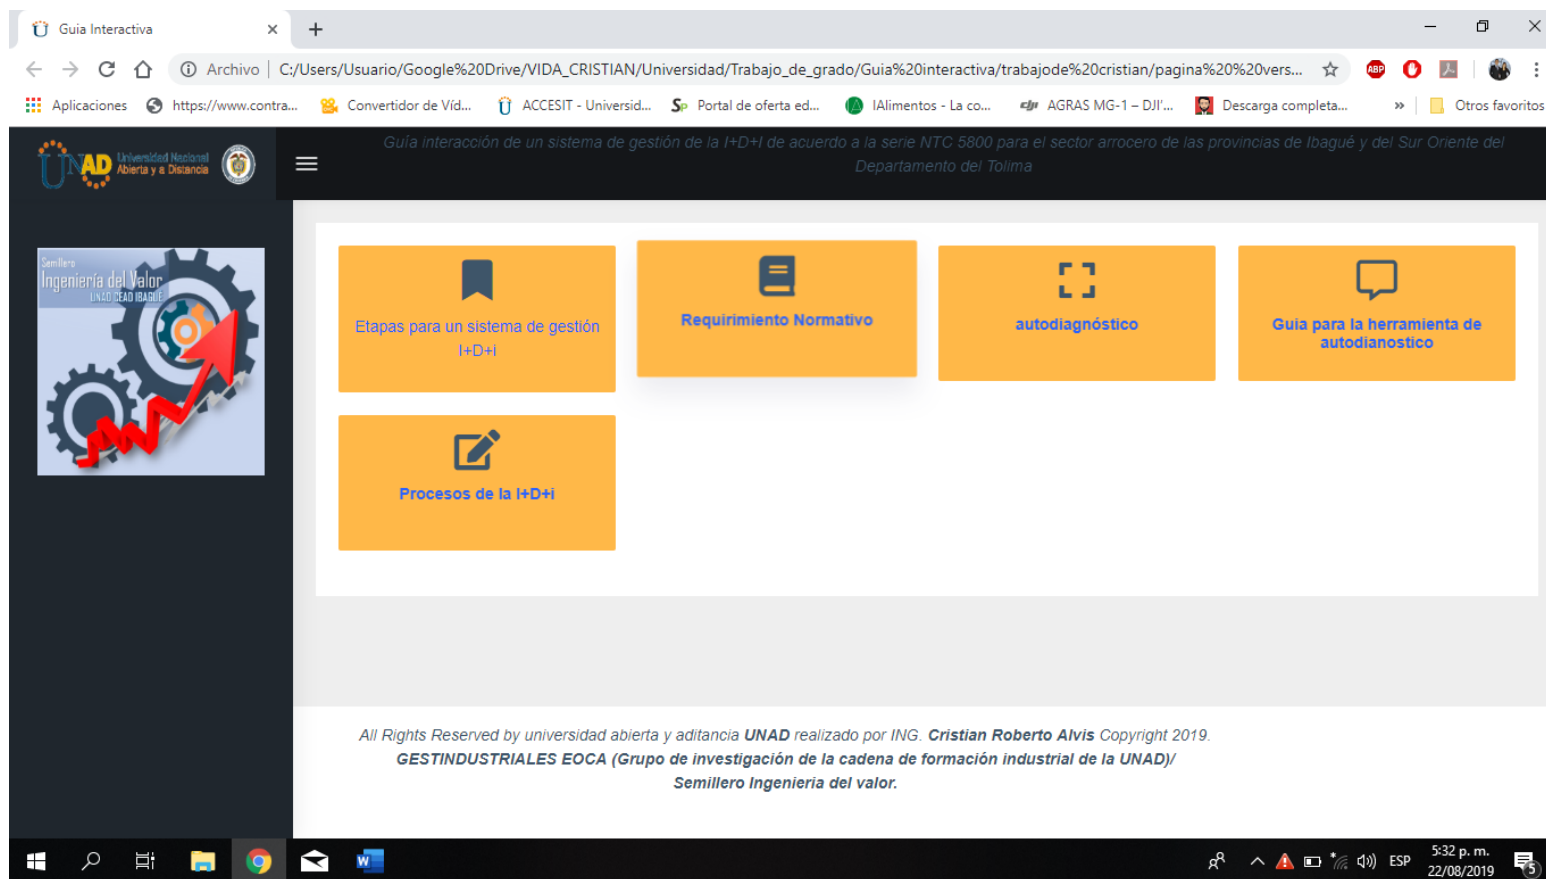 Guia Interactiva
Archivo | C:/Users/Usuario/Google%20Drive/VIDA_CRISTIAN/Universidad/Trabajo_de_grado/Guia%20interactiva/trabajode%20cristian/pagina%20%20vers...
ABP
Aplicaciones https://www.contra... Convertidor de Víd... ACCESIT - Universid... Sp Portal de oferta ed... IAlimentos - La co... dji AGRAS MG-1 – DJI'... Descarga completa... » Otros favoritos
Guía interacción de un sistema de gestión de la I+D+I de acuerdo a la serie NTC 5800 para el sector arrocero de las provincias de Ibagué y del Sur Oriente del
Departamento del Tolima
UNAD Universidad Nacional
Abierta y a Distancia
Semillero
Ingeniería del Valor
UNAD CEAD IBAGUÉ
Etapas para un sistema de gestión
I+D+i
Requirimiento Normativo
autodiagnóstico
Guia para la herramienta de
autodianostico
Procesos de la I+D+i
All Rights Reserved by universidad abierta y aditancia UNAD realizado por ING. Cristian Roberto Alvis Copyright 2019.
GESTINDUSTRIALES EOCA (Grupo de investigación de la cadena de formación industrial de la UNAD)/
Semillero Ingenieria del valor.
ESP
5:32 p. m.
22/08/2019
5